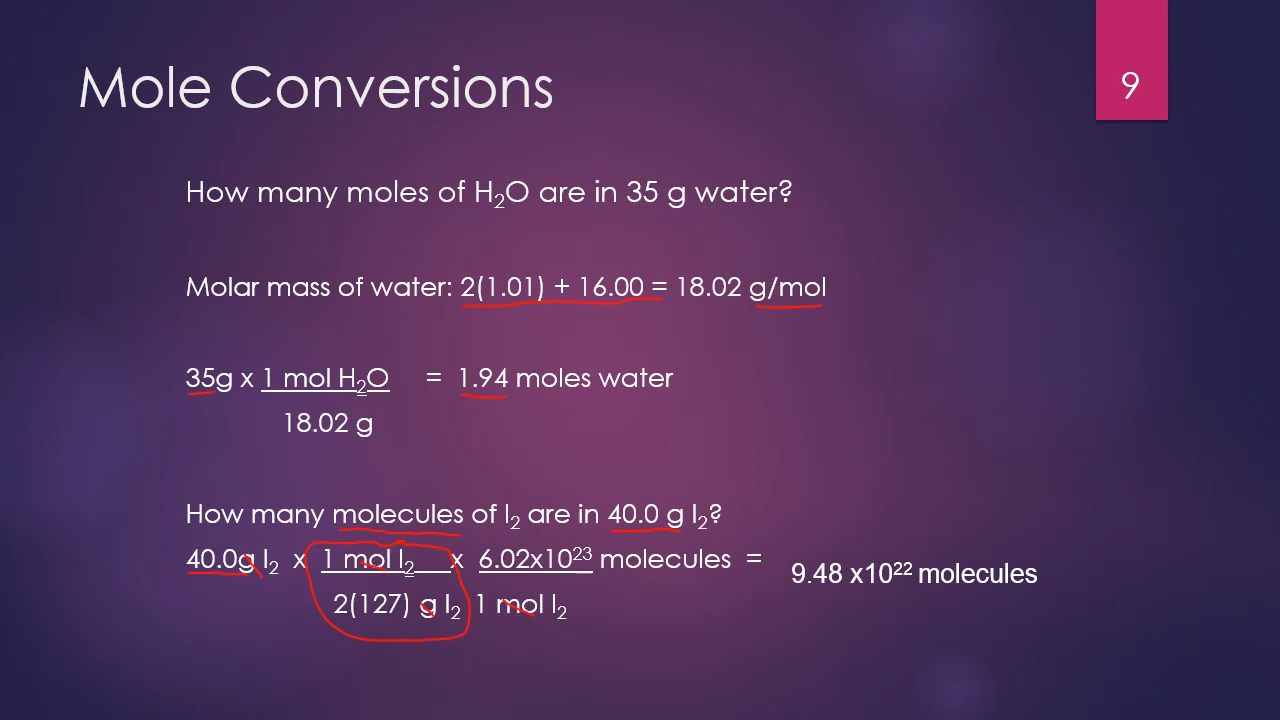 Mole Conversions
9
How many moles of H₂O are in 35 g water?
Molar mass of water: 2(1.01) + 16.00 = 18.02 g/mol
35g x 1 mol H₂O = 1.94 moles water
18.02 g
How many molecules of I₂ are in 40.0 g I₂?
40.0g I₂ x 1 mol I₂ x 6.02x10²³ molecules = 9.48 x10²² molecules
2(127) g I₂ 1 mol I₂